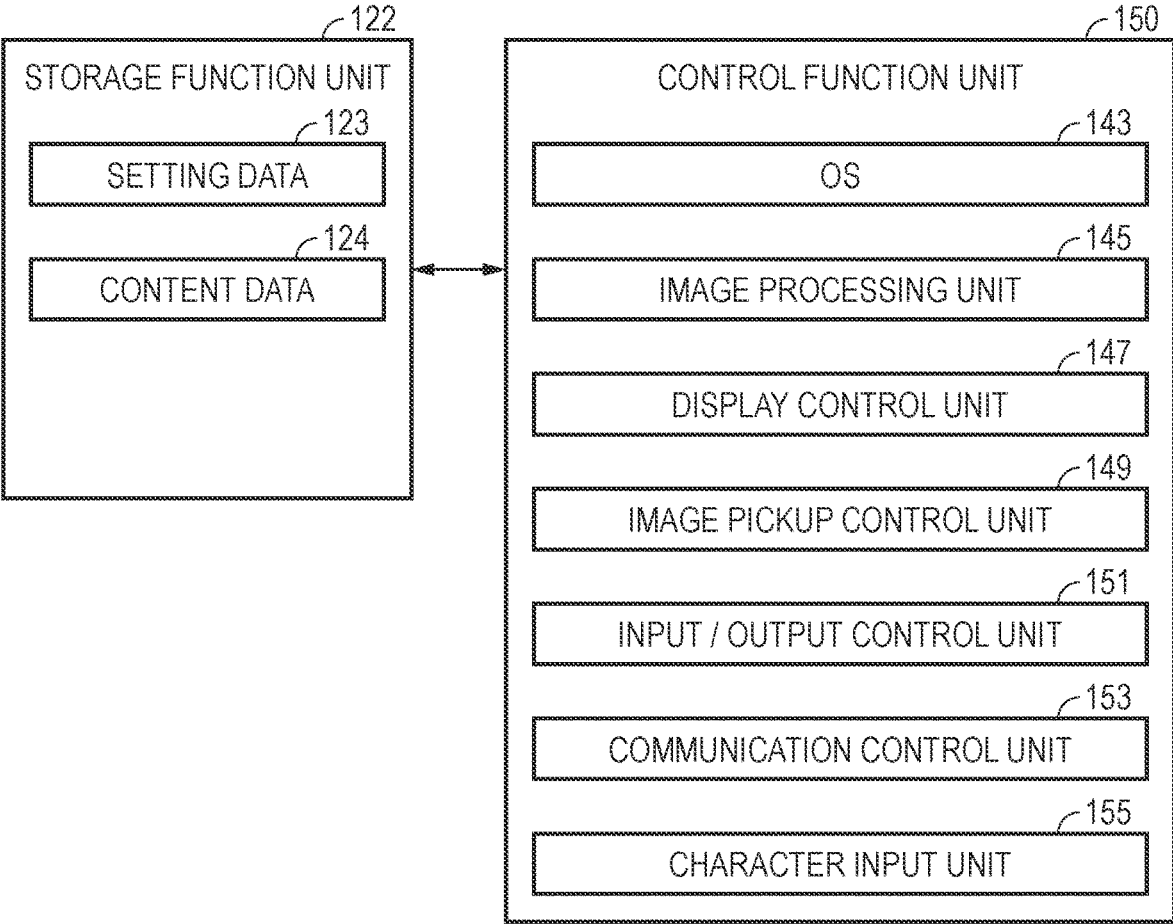 122
STORAGE FUNCTION UNIT
123
SETTING DATA
124
CONTENT DATA
150
CONTROL FUNCTION UNIT
143
OS
145
IMAGE PROCESSING UNIT
147
DISPLAY CONTROL UNIT
149
IMAGE PICKUP CONTROL UNIT
151
INPUT / OUTPUT CONTROL UNIT
153
COMMUNICATION CONTROL UNIT
155
CHARACTER INPUT UNIT